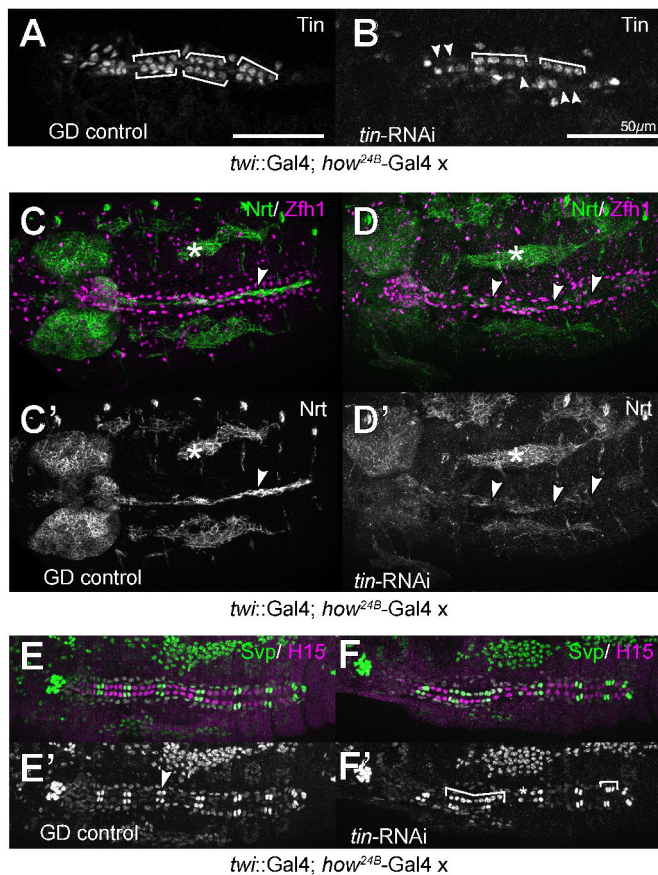 A Tin
GD control
B Tin
tin-RNAi 50µm
twi::Gal4; how24B-Gal4 x
C Nrt/ Zfh1
*
D Nrt/ Zfh1
*
C' Nrt
*
GD control
D' Nrt
*
tin-RNAi
twi::Gal4; how24B-Gal4 x
E Svp/ H15
F Svp/ H15
E'
GD control
F'
*
tin-RNAi
twi::Gal4; how24B-Gal4 x